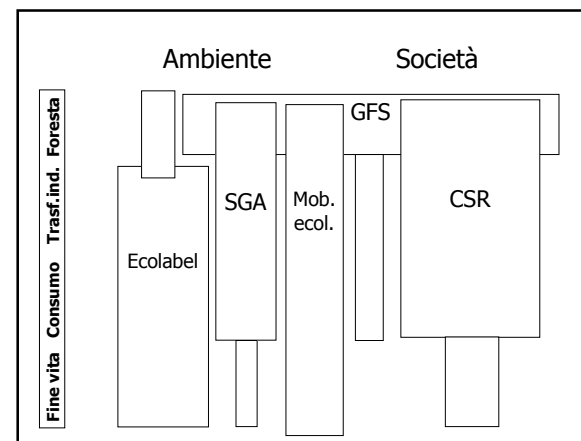 Ambiente Società
GFS
SGA
Mob.
ecol.
CSR
Ecolabel
Fine vita Consumo Trasf.ind. Foresta